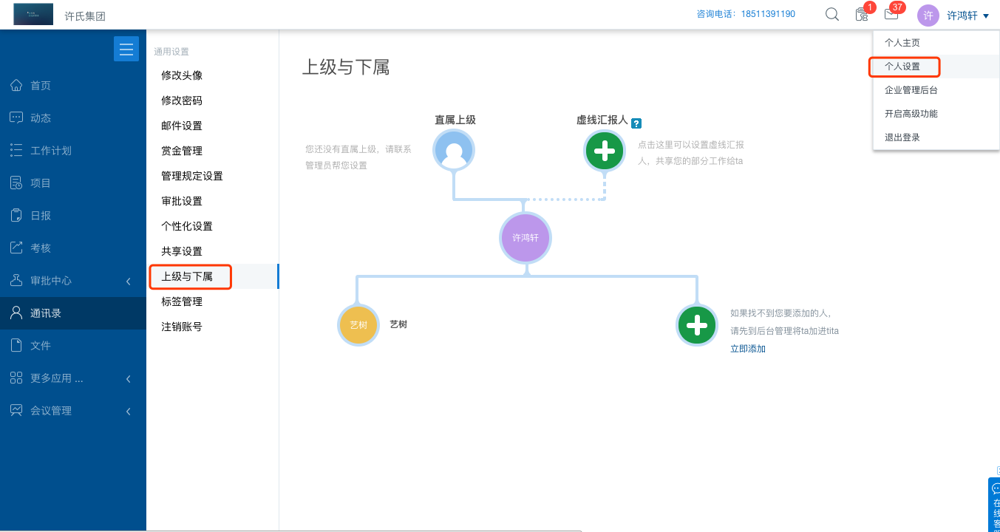 许氏集团
咨询电话：18511391190
1
37
许
许鸿轩
个人主页
个人设置
企业管理后台
开启高级功能
退出登录
首页
动态
工作计划
项目
日报
考核
审批中心
通讯录
文件
更多应用 ...
会议管理
通用设置
修改头像
修改密码
邮件设置
赏金管理
管理规定设置
审批设置
个性化设置
共享设置
上级与下属
标签管理
注销账号
上级与下属
直属上级
您还没有直属上级，请联系
管理员帮您设置
虚线汇报人 ?
点击这里可以设置虚线汇报
人，共享您的部分工作给ta
许鸿轩
艺树
艺树
如果找不到您要添加的人，
请先到后台管理将ta加进tita
立即添加
在
线
客